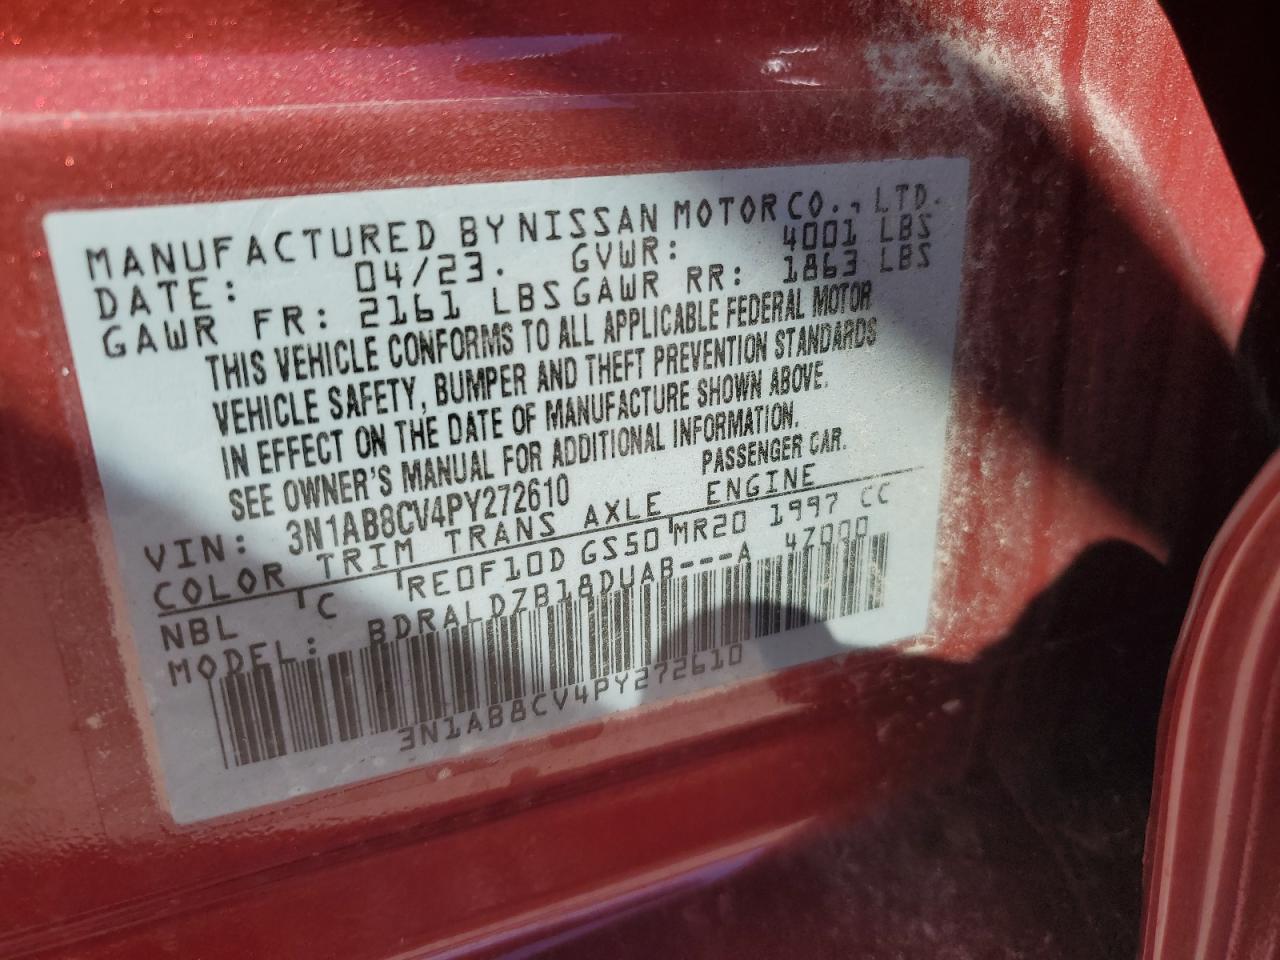 MANUFACTURED BY NISSAN MOTOR CO., LTD.
DATE: 04/23. GVWR: 4001 LBS
GAWR FR: 2161 LBS GAWR RR: 1863 LBS
THIS VEHICLE CONFORMS TO ALL APPLICABLE FEDERAL MOTOR
VEHICLE SAFETY, BUMPER AND THEFT PREVENTION STANDARDS
IN EFFECT ON THE DATE OF MANUFACTURE SHOWN ABOVE.
SEE OWNER'S MANUAL FOR ADDITIONAL INFORMATION.
VIN: 3N1AB8CV4PY272610 PASSENGER CAR.
COLOR TRIM TRANS AXLE ENGINE
NBL C RE0F10D GS50 MR20 1997 CC
MODEL: BDRALDZB18DUAB---A 47000
3N1AB8CV4PY272610